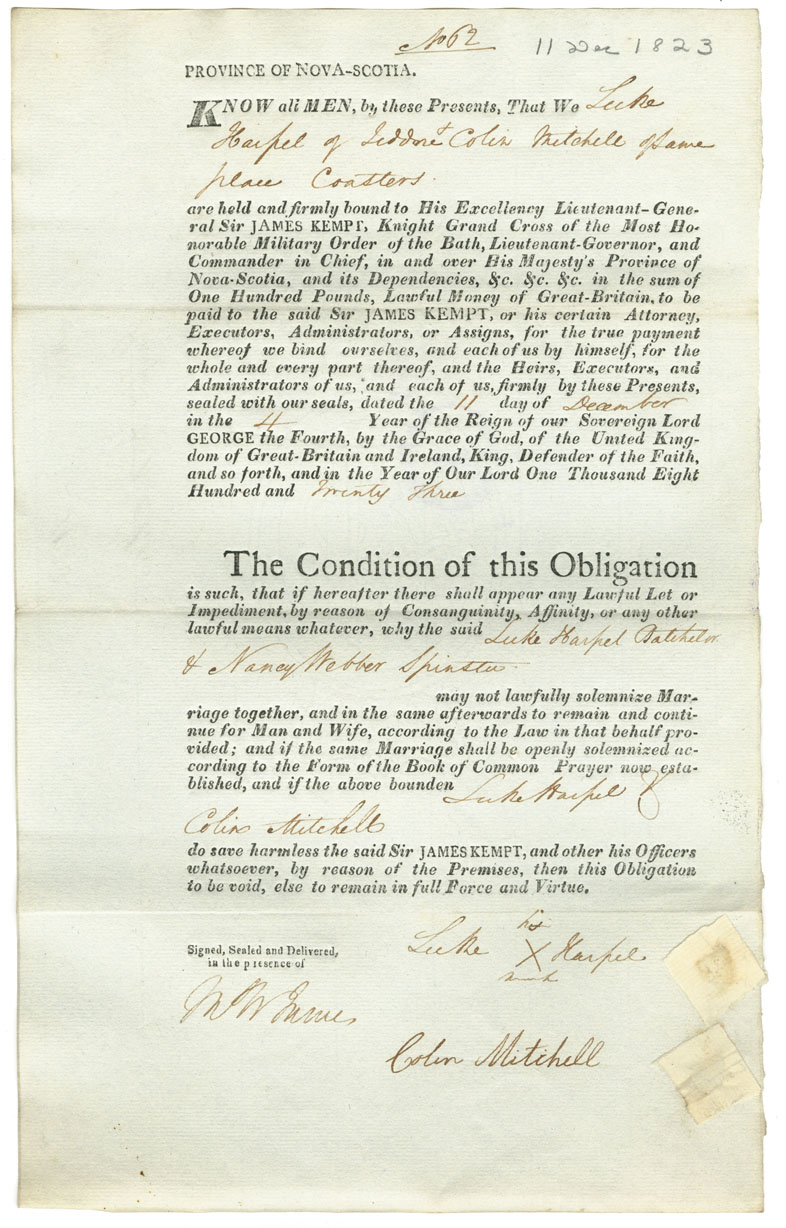 No 62
11 Dec 1823
PROVINCE OF NOVA-SCOTIA.
KNOW all MEN, by these Presents, That We Luke
Harpel of Jeddore & Colin Mitchell of same
place Coasters.
are held and firmly bound to His Excellency Lieutenant-Gene-
ral Sir JAMES KEMPT, Knight Grand Cross of the Most Ho-
norable Military Order of the Bath, Lieutenant-Governor, and
Commander in Chief, in and over His Majesty's Province of
Nova-Scotia, and its Dependencies, &c. &c. &c. in the sum of
One Hundred Pounds, Lawful Money of Great-Britain, to be
paid to the said Sir JAMES KEMPT, or his certain Attorney,
Executors, Administrators, or Assigns, for the true payment
whereof we bind ourselves, and each of us by himself, for the
whole and every part thereof, and the Heirs, Executors, and
Administrators of us, and each of us, firmly by these Presents,
sealed with our seals, dated the 11 day of December
in the 4 Year of the Reign of our Sovereign Lord
GEORGE the Fourth, by the Grace of God, of the United King-
dom of Great-Britain and Ireland, King, Defender of the Faith,
and so forth, and in the Year of Our Lord One Thousand Eight
Hundred and Twenty Three
The Condition of this Obligation
is such, that if hereafter there shall appear any Lawful Let or
Impediment, by reason of Consanguinity, Affinity, or any other
lawful means whatever, why the said Luke Harpel Batchelor
& Nancy Webber Spinster
may not lawfully solemnize Mar-
riage together, and in the same afterwards to remain and conti-
nue for Man and Wife, according to the Law in that behalf pro-
vided; and if the same Marriage shall be openly solemnized ac-
cording to the Form of the Book of Common Prayer now esta-
blished, and if the above bounden Luke Harpel &
Colin Mitchell
do save harmless the said Sir JAMES KEMPT, and other his Officers
whatsoever, by reason of the Premises, then this Obligation
to be void, else to remain in full Force and Virtue.
Signed, Sealed and Delivered,
in the presence of
his
Luke X Harpel
mark
Colin Mitchell